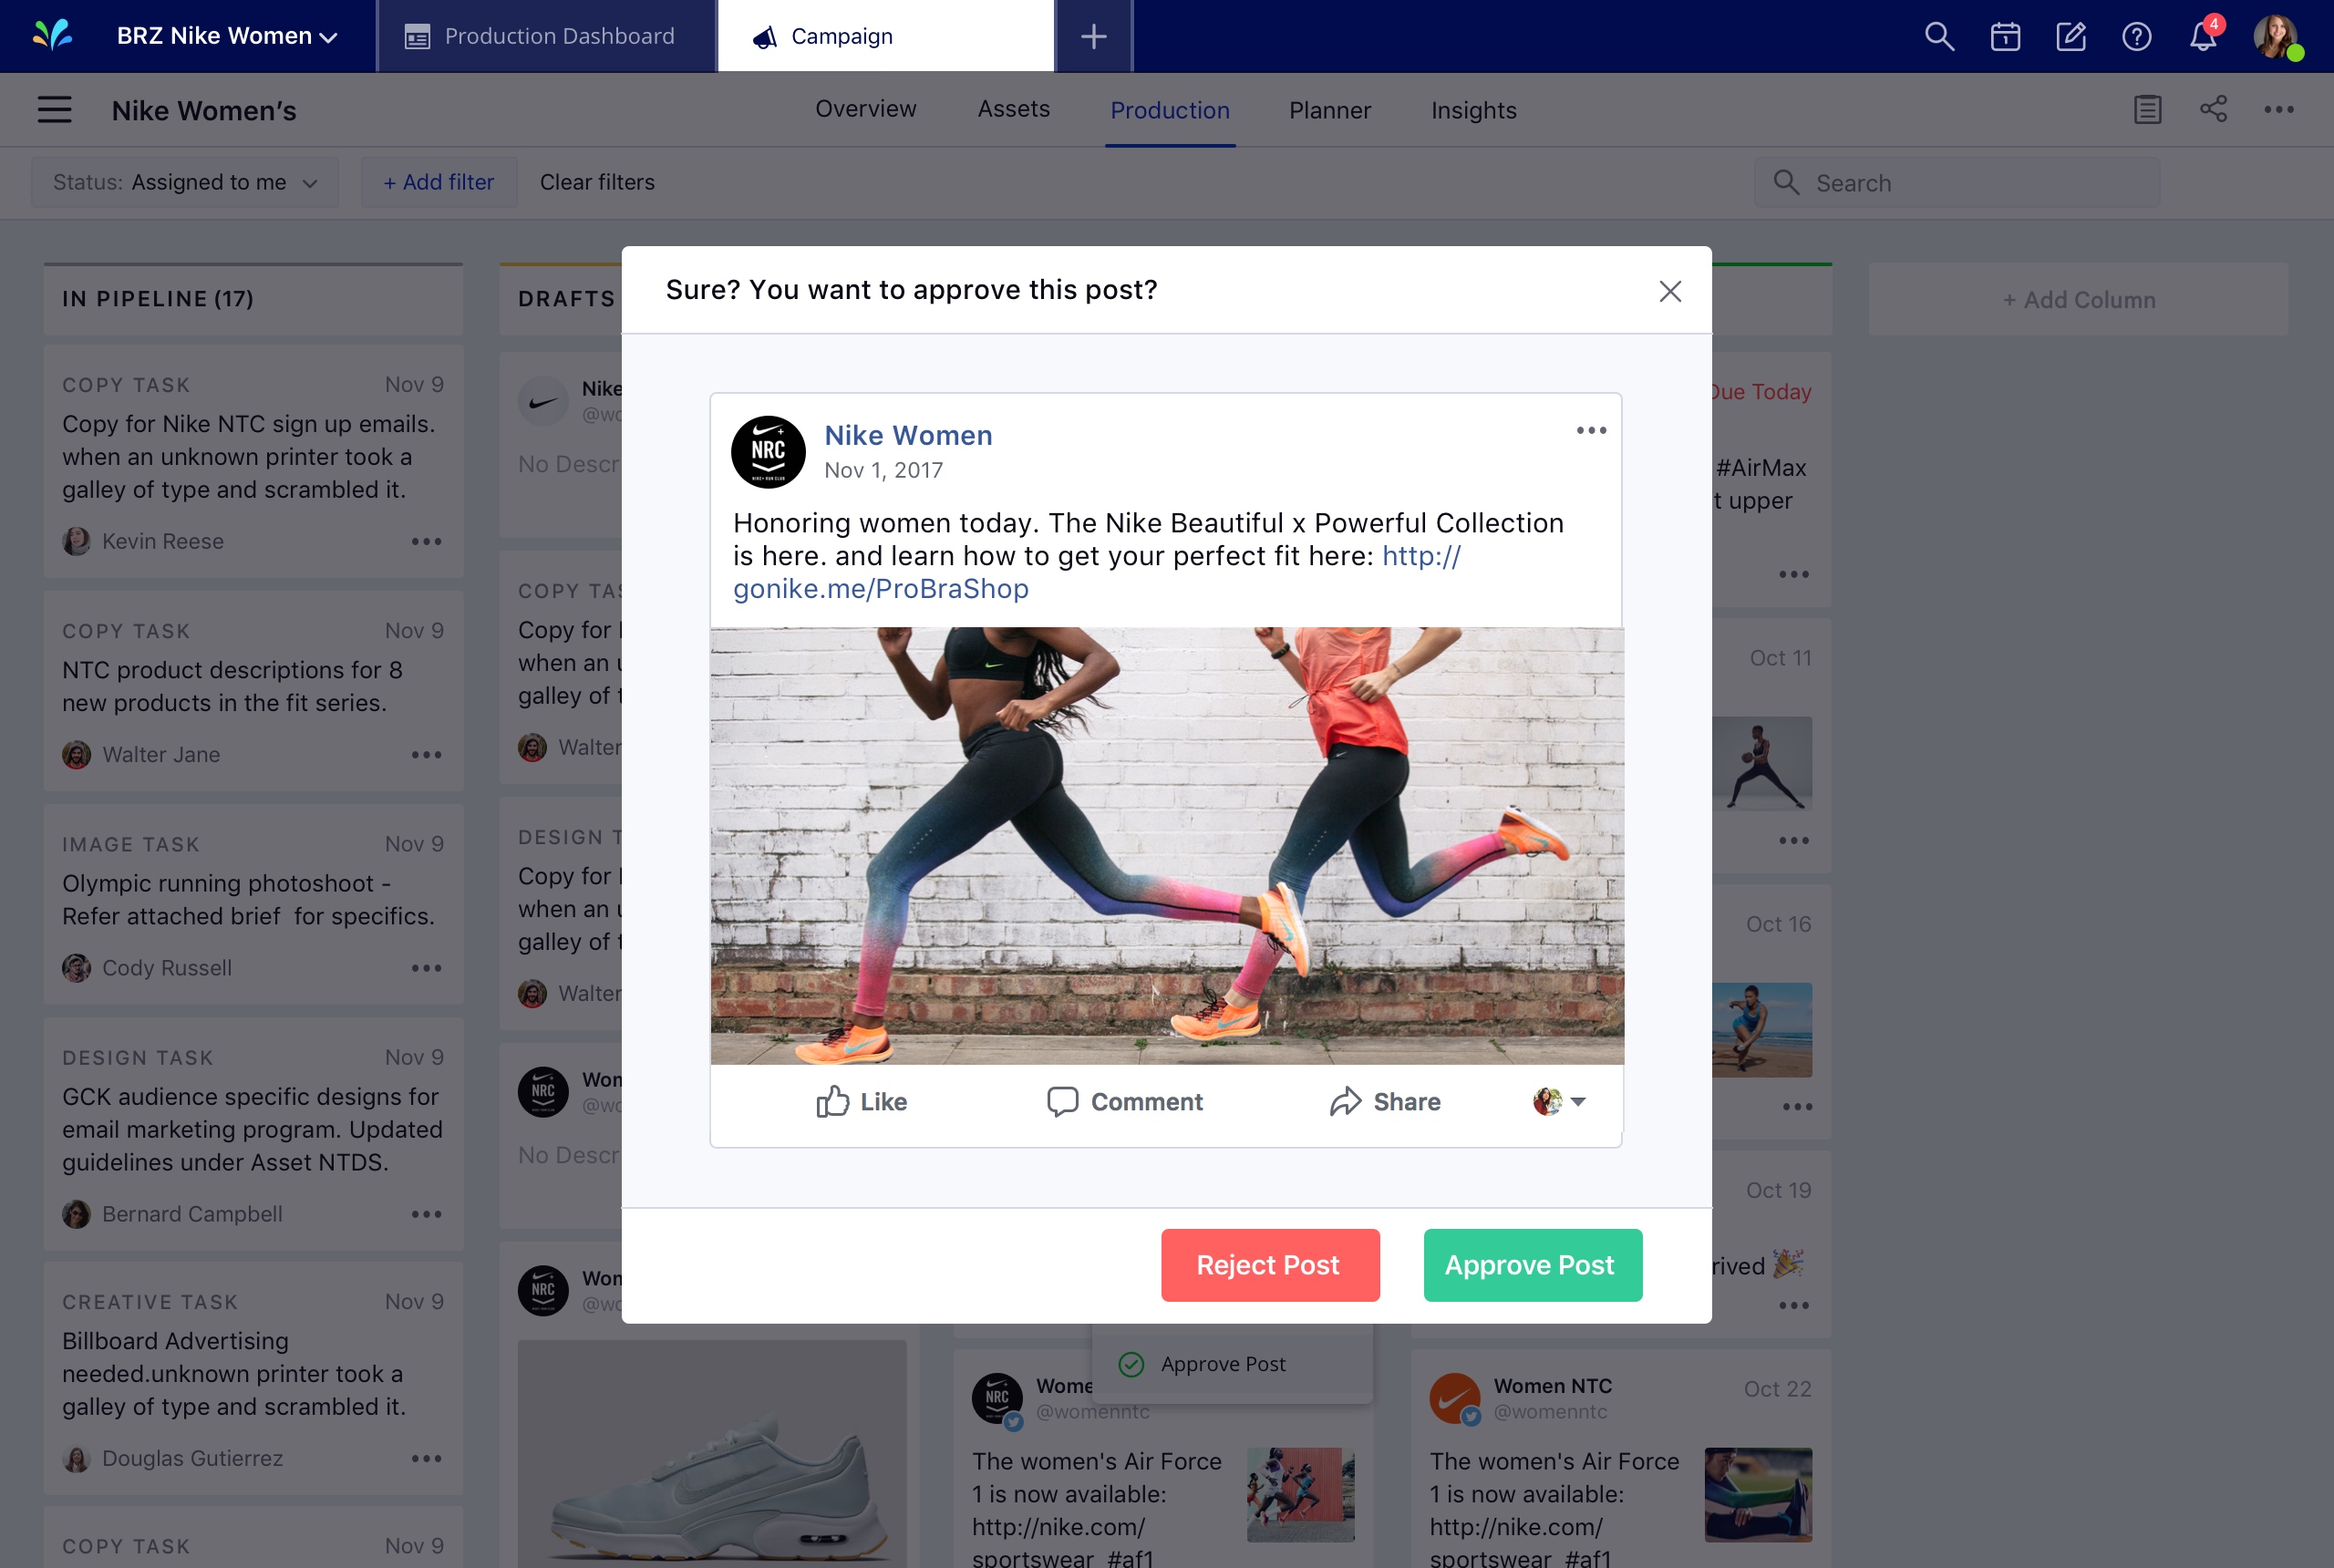 BRZ Nike Women
Production Dashboard
Campaign
1
4
Nike Women's
Overview
Assets
Production
Planner
Insights
Status: Assigned to me
+ Add filter
Clear filters
Search
IN PIPELINE (17)
COPY TASK
Nov 9
Copy for Nike NTC sign up emails.
when an unknown printer took a
galley of type and scrambled it.
Kevin Reese
COPY TASK
Nov 9
NTC product descriptions for 8
new products in the fit series.
Walter Jane
IMAGE TASK
Nov 9
Olympic running photoshoot -
Refer attached brief  for specifics.
Cody Russell
DESIGN TASK
Nov 9
GCK audience specific designs for
email marketing program. Updated
guidelines under Asset NTDS.
Bernard Campbell
CREATIVE TASK
Nov 9
Billboard Advertising
needed.unknown printer took a
galley of type and scrambled it.
Douglas Gutierrez
COPY TASK
Nov 9
DRAFTS
Nike
@wo
No Descr
COPY TAS
Copy for
when an u
galley of t
Walter
DESIGN T
Copy for
when an u
galley of t
Walter
NRC
Won
@wo
No Descr
NRC
Won
@wo
Sure? You want to approve this post?
NRC
Nike Women
Nov 1, 2017
Honoring women today. The Nike Beautiful x Powerful Collection
is here. and learn how to get your perfect fit here: http://
gonike.me/ProBraShop
Like
Comment
Share
Reject Post
Approve Post
Approve Post
NRC
Wome
@womenntc
The women's Air Force
1 is now available:
http://nike.com/
sportswear #af1
+ Add Column
Due Today
#AirMax
t upper
Oct 11
Oct 16
Oct 19
rived
Women NTC
@womenntc
Oct 22
The women's Air Force
1 is now available:
http://nike.com/
sportswear #af1